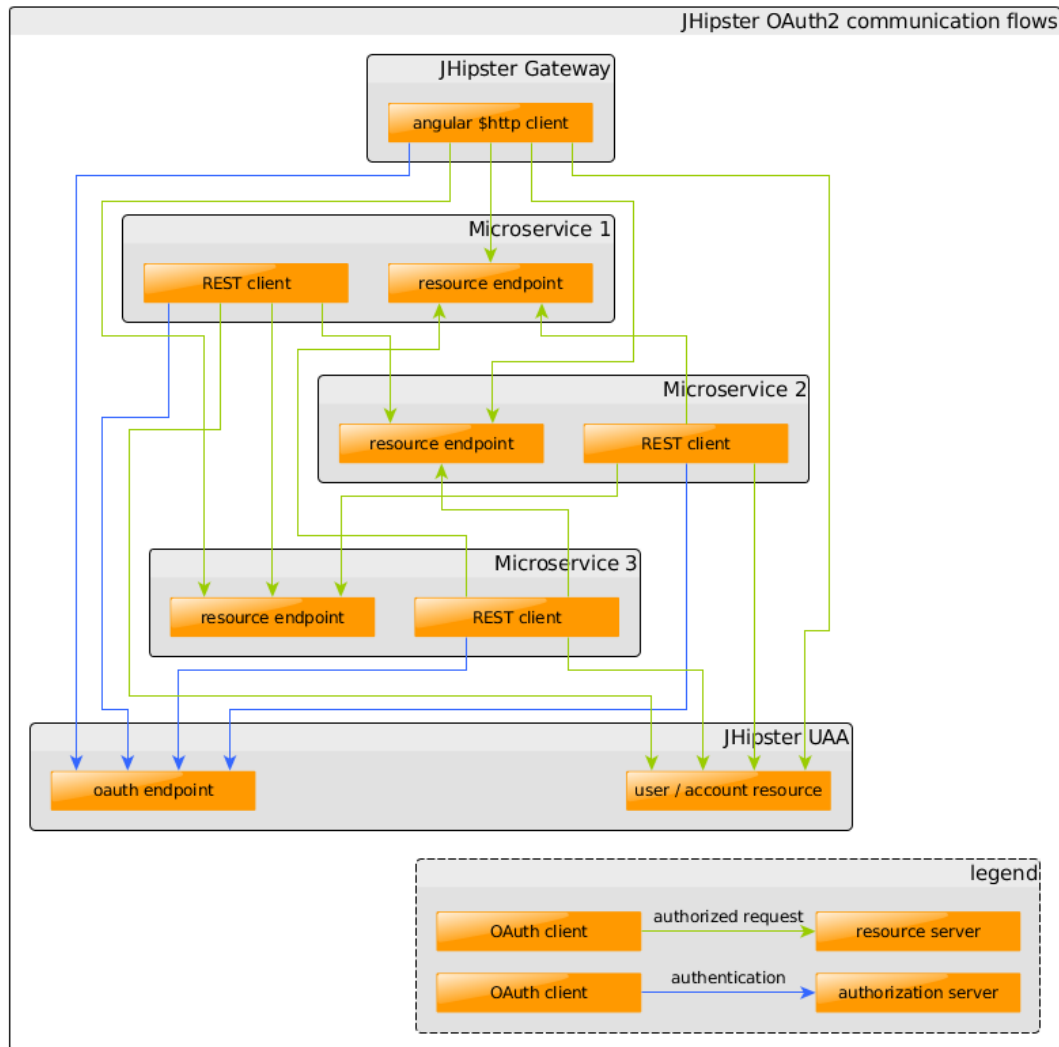 JHipster OAuth2 communication flows
JHipster Gateway
angular $http client
Microservice 1
REST client
resource endpoint
Microservice 2
resource endpoint
REST client
Microservice 3
resource endpoint
REST client
JHipster UAA
oauth endpoint
user / account resource
legend
OAuth client
authorized request
resource server
OAuth client
authentication
authorization server